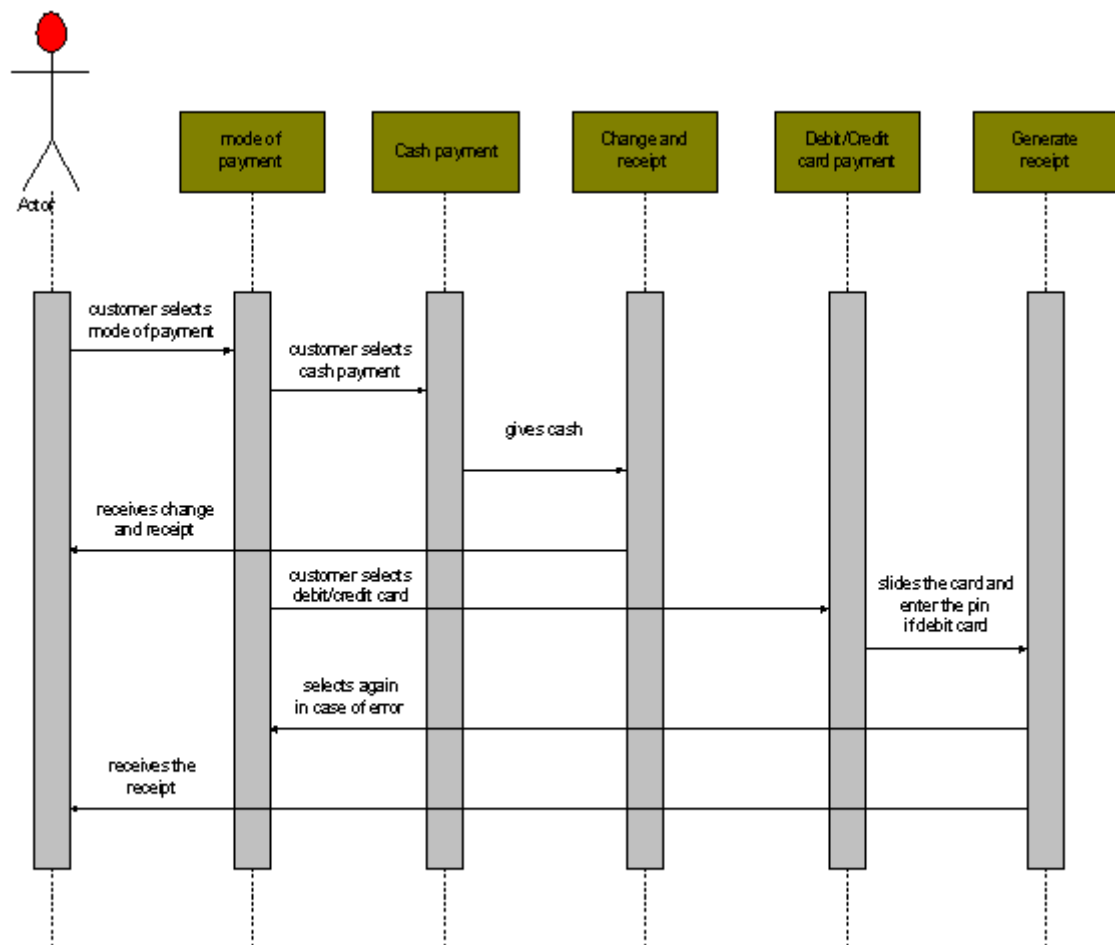 Actor
mode of
payment
Cash payment
Change and
receipt
Debit/Credit
card payment
Generate
receipt
customer selects
mode of payment
customer selects
cash payment
gives cash
receives change
and receipt
customer selects
debit/credit card
slides the card and
enter the pin
if debit card
selects again
in case of error
receives the
receipt